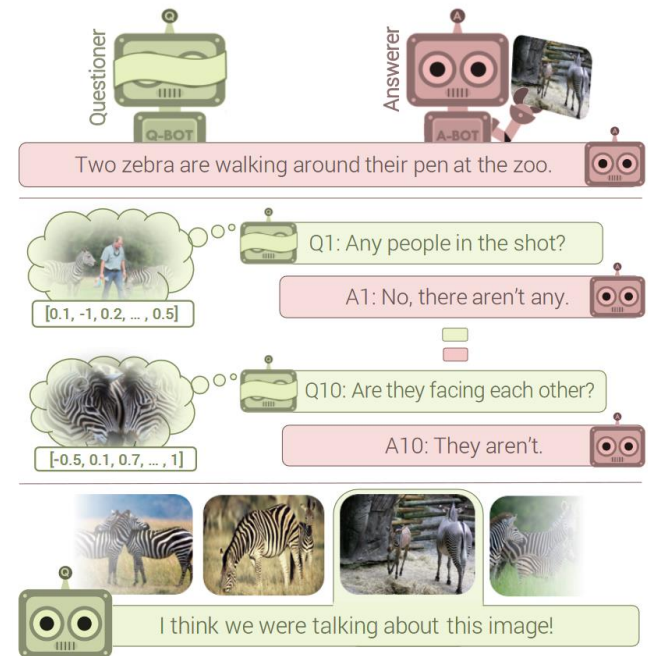 Q
A
Questioner
Answerer
Q-BOT
A-BOT
A
Two zebra are walking around their pen at the zoo.
Q
Q1: Any people in the shot?
[0.1, -1, 0.2, ... , 0.5]
A
A1: No, there aren't any.
Q
Q10: Are they facing each other?
A
A10: They aren't.
[-0.5, 0.1, 0.7, ... , 1]
Q
I think we were talking about this image!